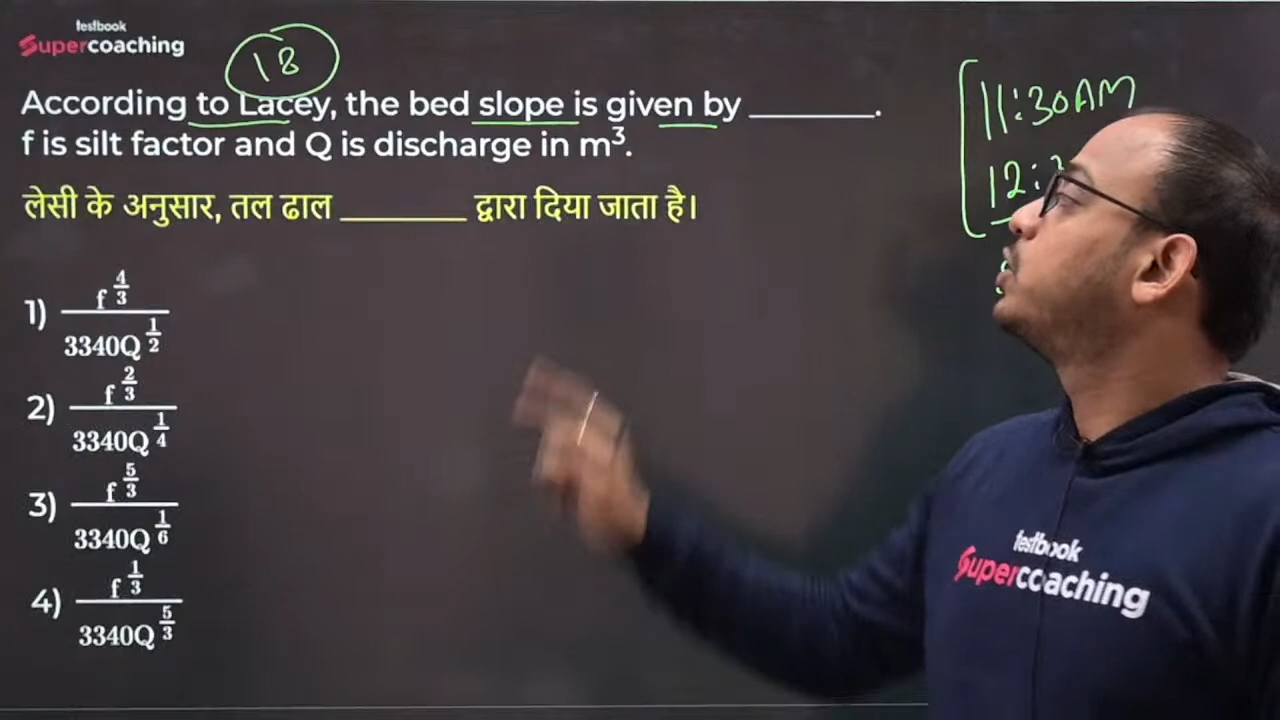 testbook
Supercoaching
18
According to Lacey, the bed slope is given by ________.
f is silt factor and Q is discharge in m³.
लेसी के अनुसार, तल ढाल ________ द्वारा दिया जाता है।
11:30AM
12:
1) f^(4/3) / 3340Q^(1/2)
2) f^(2/3) / 3340Q^(1/4)
3) f^(5/3) / 3340Q^(1/6)
4) f^(1/3) / 3340Q^(5/3)
testbook
Supercoaching